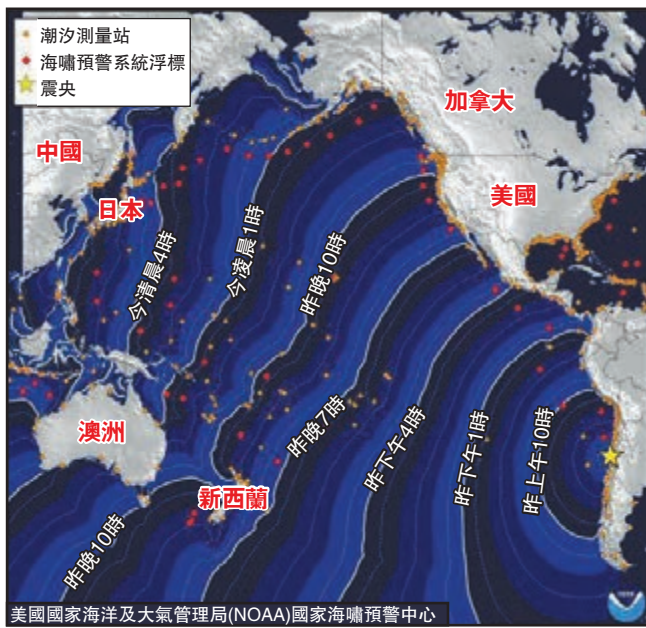 潮汐測量站
海嘯預警系統浮標
震央
加拿大
中國
美國
日本
今清晨4時
今凌晨1時
昨晚10時
昨晚7時
昨下午4時
昨下午1時
昨上午10時
澳洲
新西蘭
昨晚10時
美國國家海洋及大氣管理局(NOAA)國家海嘯預警中心